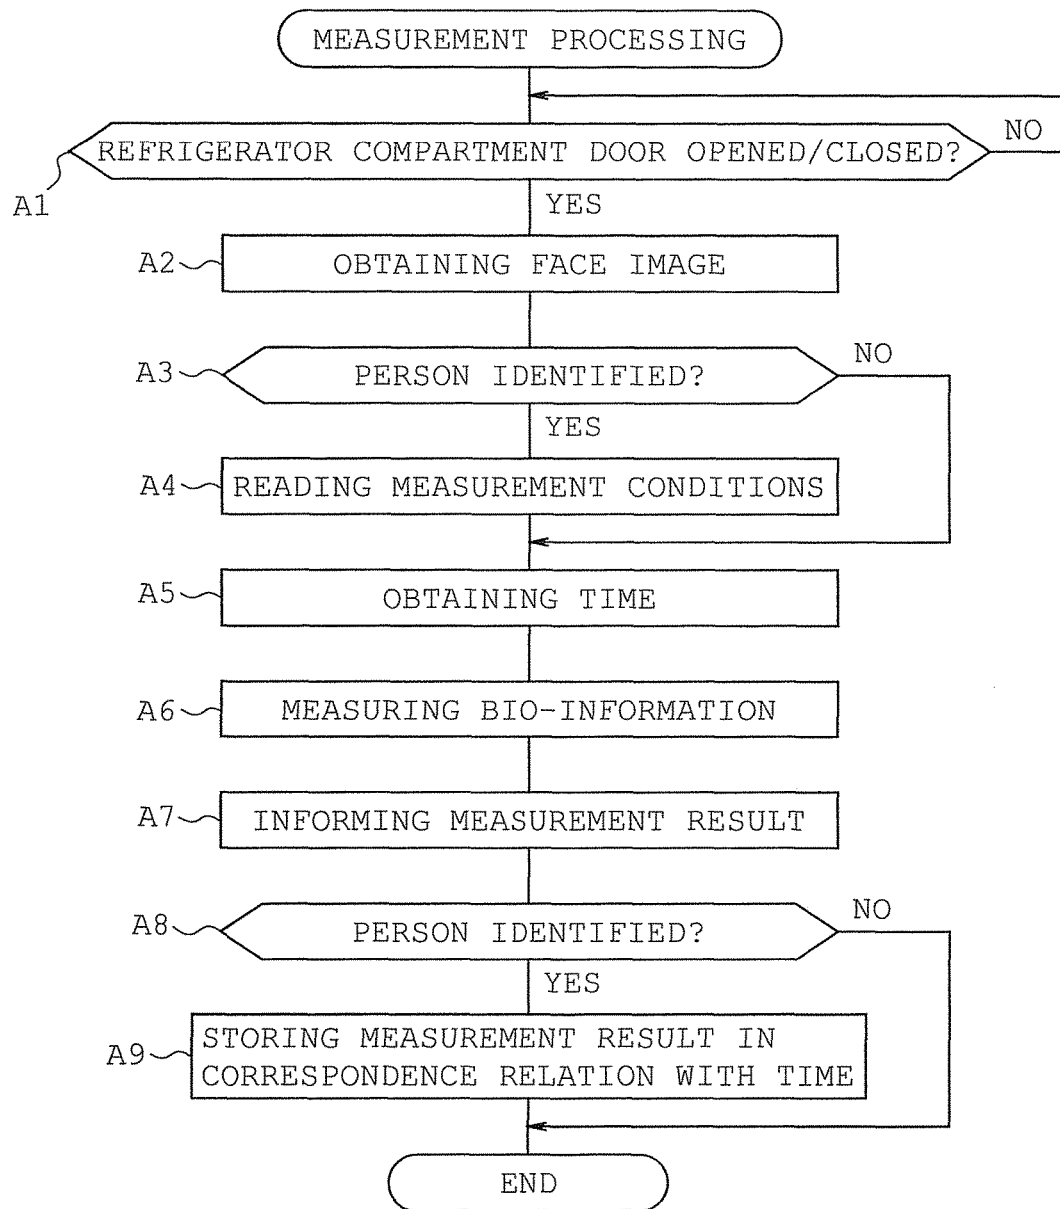 MEASUREMENT PROCESSING
NO
REFRIGERATOR COMPARTMENT DOOR OPENED/CLOSED?
A1
YES
A2
OBTAINING FACE IMAGE
NO
A3
PERSON IDENTIFIED?
YES
A4
READING MEASUREMENT CONDITIONS
A5
OBTAINING TIME
A6
MEASURING BIO-INFORMATION
A7
INFORMING MEASUREMENT RESULT
NO
A8
PERSON IDENTIFIED?
YES
A9
STORING MEASUREMENT RESULT IN
CORRESPONDENCE RELATION WITH TIME
END